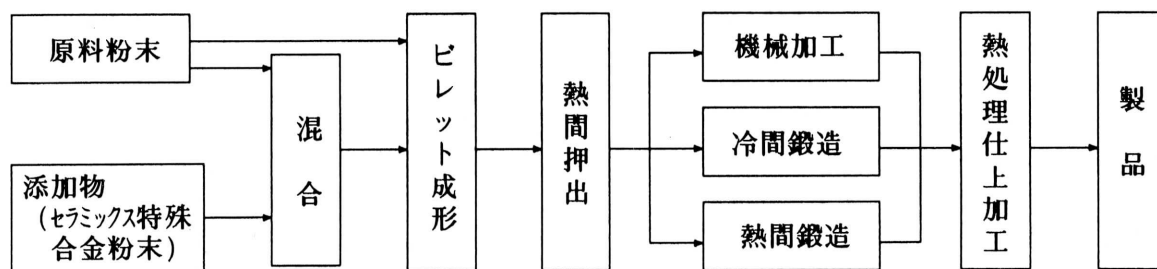 原料粉末
添加物
(セラミックス特殊
合金粉末)
混合
ビレット成形
熱間押出
機械加工
冷間鍛造
熱間鍛造
熱処理仕上加工
製品